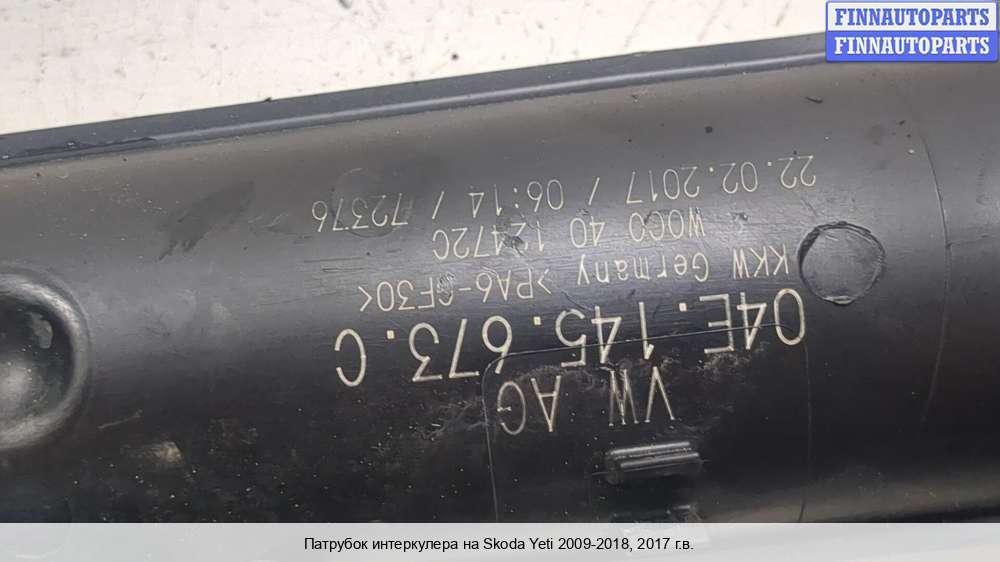 FINNAUTOPARTS
FINNAUTOPARTS
VW AG
04E.145.673.C
KKW Germany >PA6-GF30<
WOCO 40 12472C
22.02.2017 / 06:14 / 72376
Патрубок интеркулера на Skoda Yeti 2009-2018, 2017 г.в.